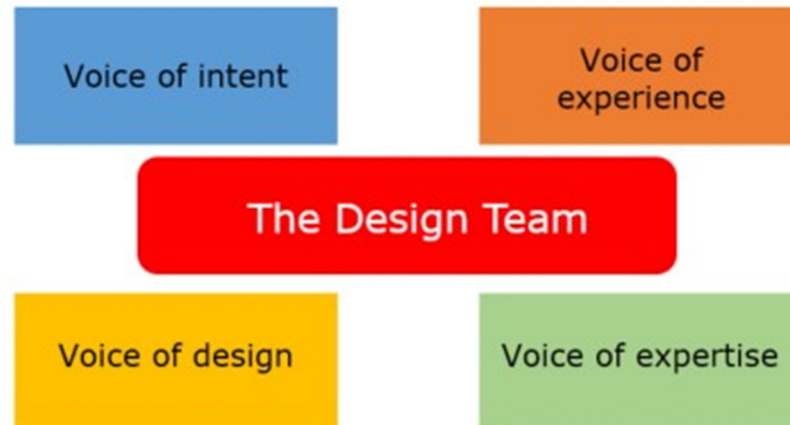 Voice of intent
Voice of
experience
The Design Team
Voice of design
Voice of expertise